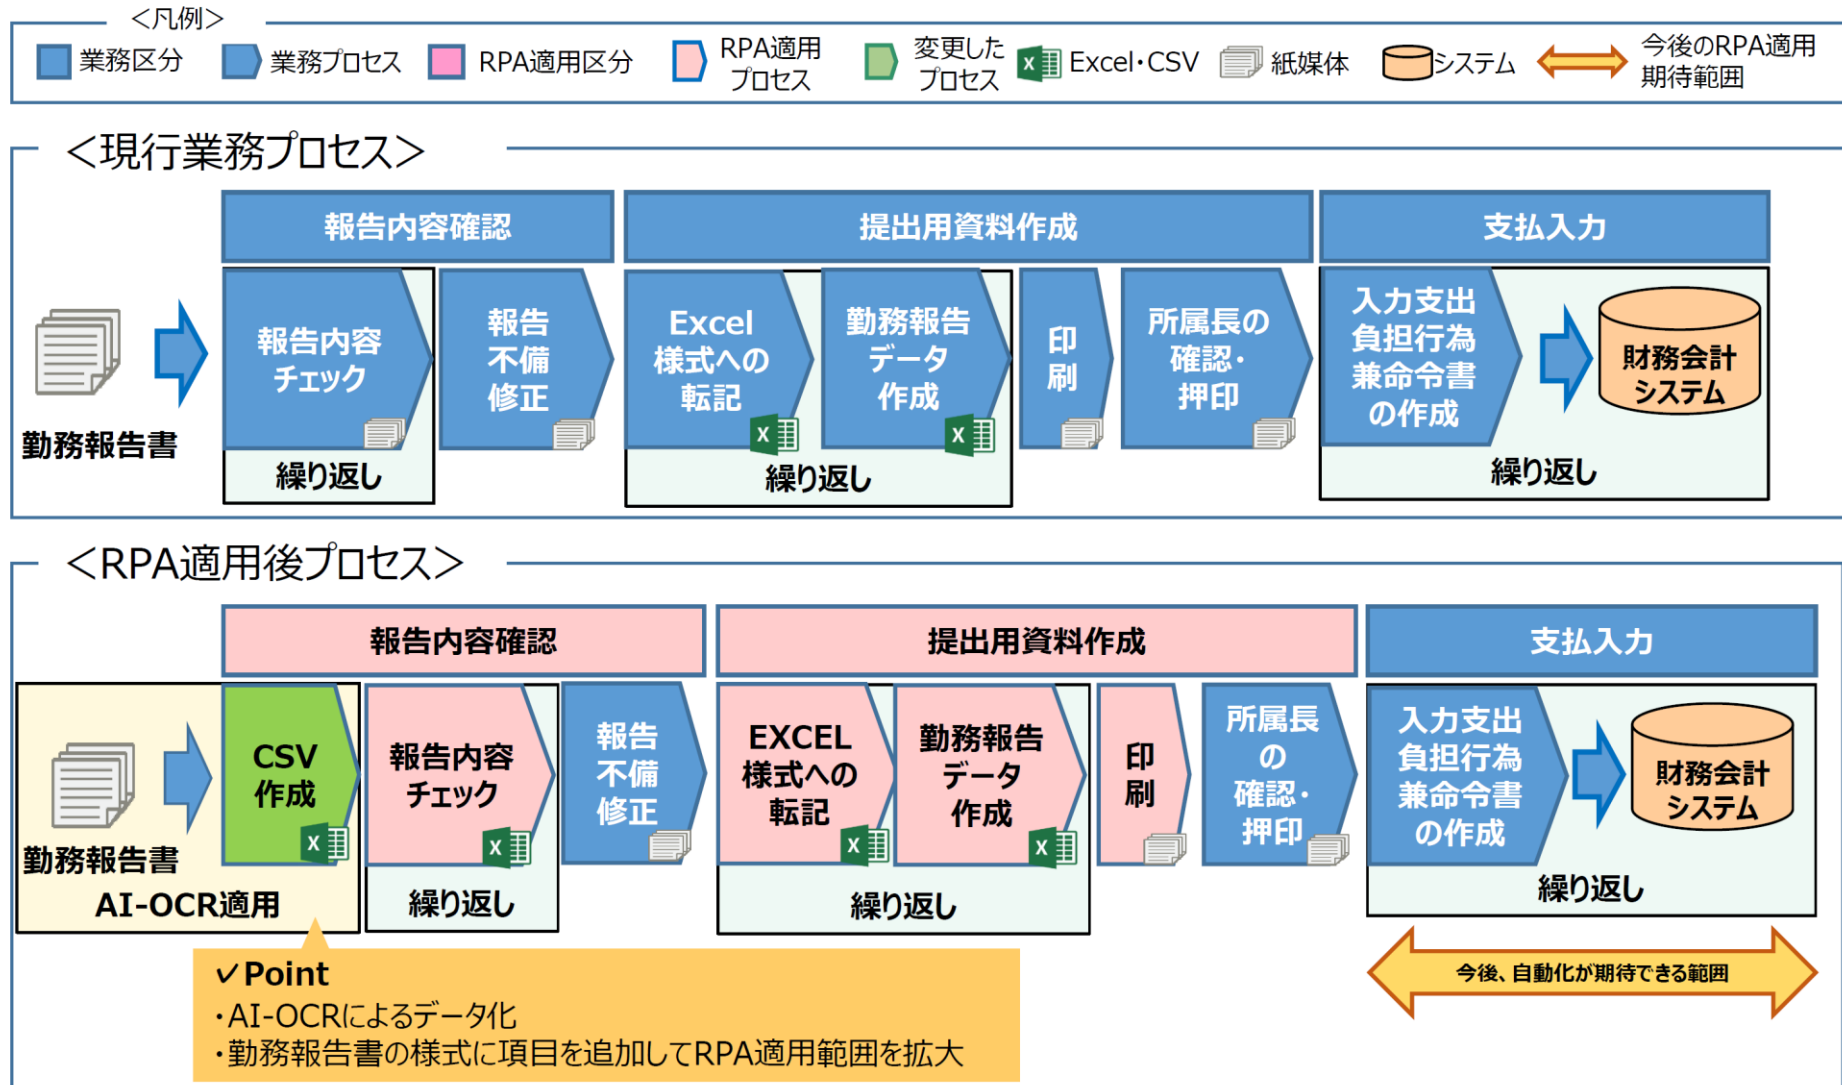 ＜凡例＞
業務区分
業務プロセス
RPA適用区分
RPA適用
プロセス
変更した
プロセス
Excel・CSV
紙媒体
システム
今後のRPA適用
期待範囲
＜現行業務プロセス＞
報告内容確認
提出用資料作成
支払入力
勤務報告書
報告内容
チェック
繰り返し
報告
不備
修正
Excel
様式への
転記
勤務報告
データ
作成
繰り返し
印
刷
所属長の
確認・
押印
入力支出
負担行為
兼命令書
の作成
財務会計
システム
繰り返し
＜RPA適用後プロセス＞
報告内容確認
提出用資料作成
支払入力
勤務報告書
CSV
作成
AI-OCR適用
報告内容
チェック
繰り返し
報告
不備
修正
EXCEL
様式への
転記
勤務報告
データ
作成
繰り返し
印
刷
所属長
の
確認・
押印
入力支出
負担行為
兼命令書
の作成
財務会計
システム
繰り返し
✓Point
・AI-OCRによるデータ化
・勤務報告書の様式に項目を追加してRPA適用範囲を拡大
今後、自動化が期待できる範囲